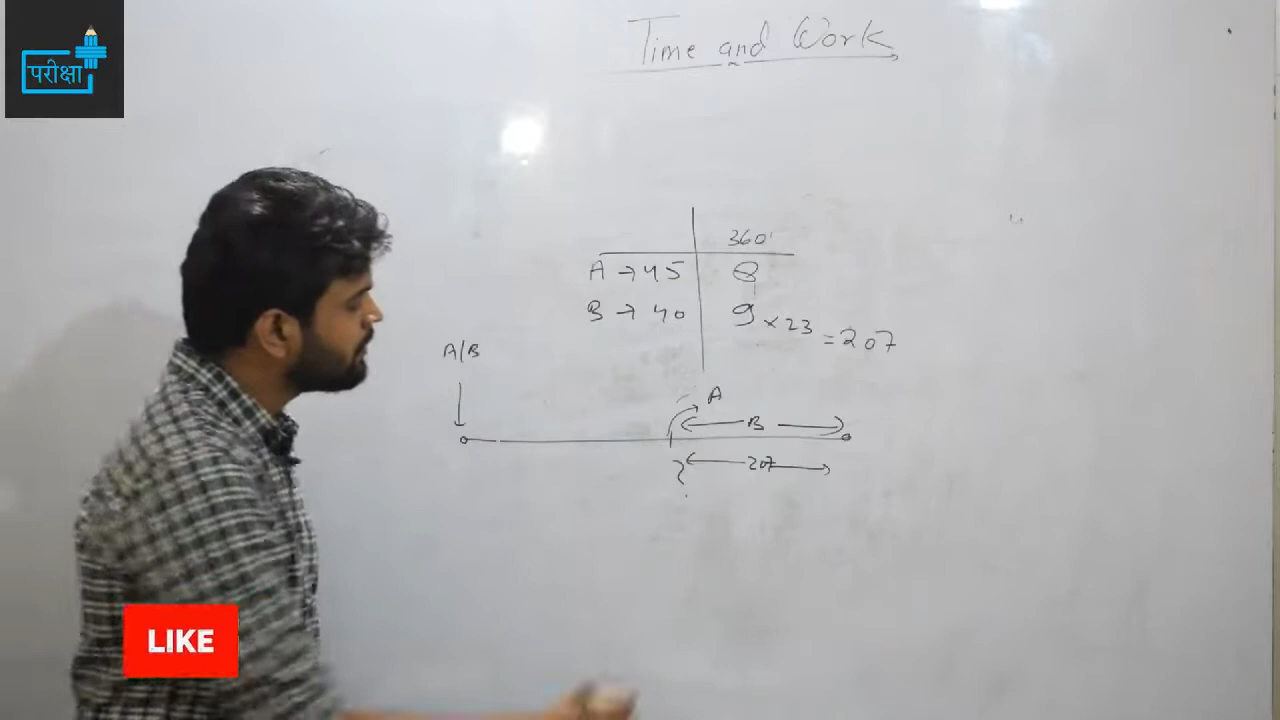 परीक्षा
Time and Work
360
A → 45 8
B → 40 9 × 23 = 207
A/B
A
B
? 207
LIKE